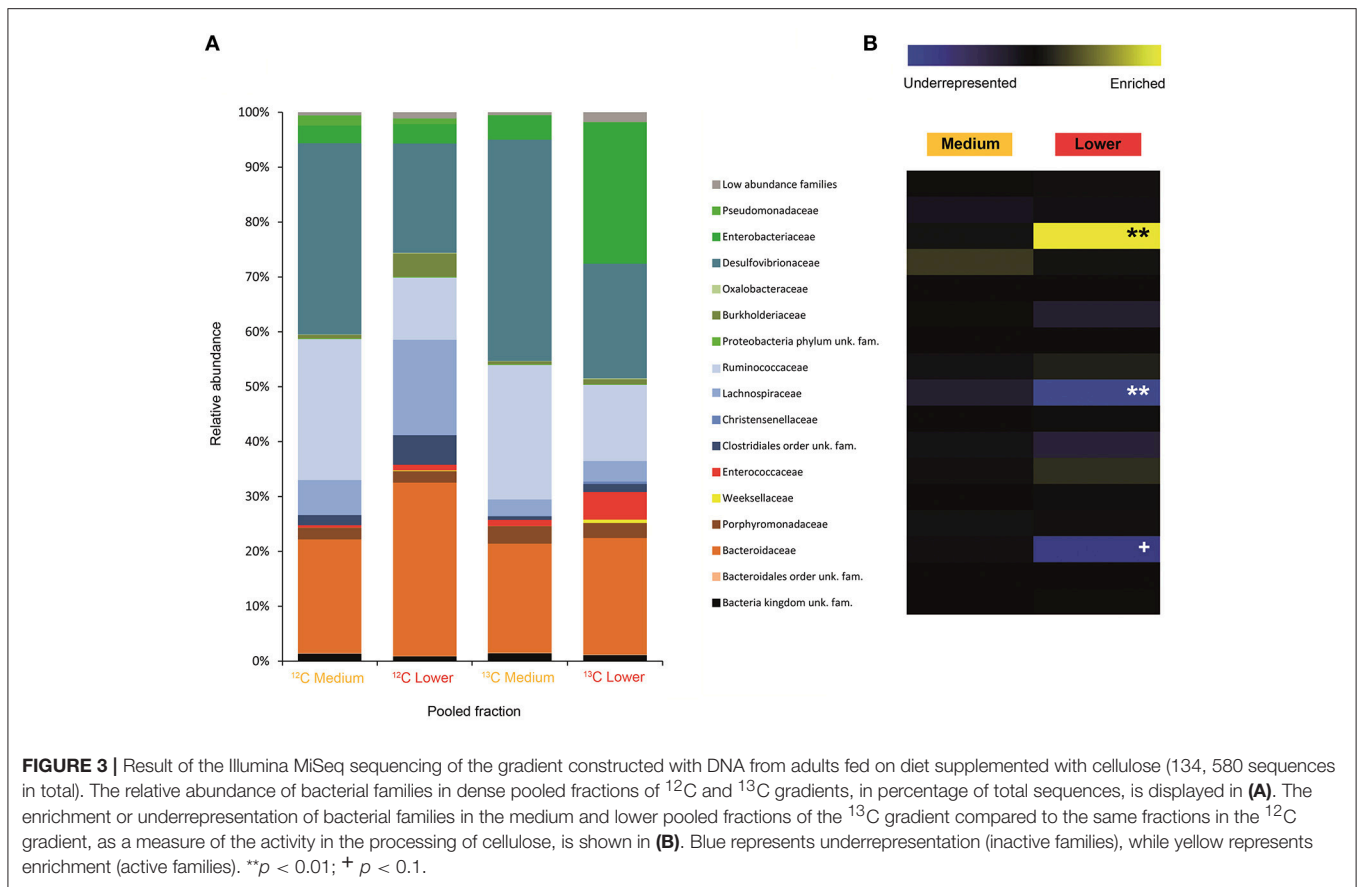 A
B
Underrepresented
Enriched
Medium
Lower
Relative abundance
100%
90%
80%
70%
60%
50%
40%
30%
20%
10%
0%
¹²C Medium
¹²C Lower
¹³C Medium
¹³C Lower
Pooled fraction
Low abundance families
Pseudomonadaceae
Enterobacteriaceae
Desulfovibrionaceae
Oxalobacteraceae
Burkholderiaceae
Proteobacteria phylum unk. fam.
Ruminococcaceae
Lachnospiraceae
Christensenellaceae
Clostridiales order unk. fam.
Enterococcaceae
Weeksellaceae
Porphyromonadaceae
Bacteroidaceae
Bacteroidales order unk. fam.
Bacteria kingdom unk. fam.
**
**
+
FIGURE 3 | Result of the Illumina MiSeq sequencing of the gradient constructed with DNA from adults fed on diet supplemented with cellulose (134, 580 sequences
in total). The relative abundance of bacterial families in dense pooled fractions of ¹²C and ¹³C gradients, in percentage of total sequences, is displayed in (A). The
enrichment or underrepresentation of bacterial families in the medium and lower pooled fractions of the ¹³C gradient compared to the same fractions in the ¹²C
gradient, as a measure of the activity in the processing of cellulose, is shown in (B). Blue represents underrepresentation (inactive families), while yellow represents
enrichment (active families). **p < 0.01; + p < 0.1.